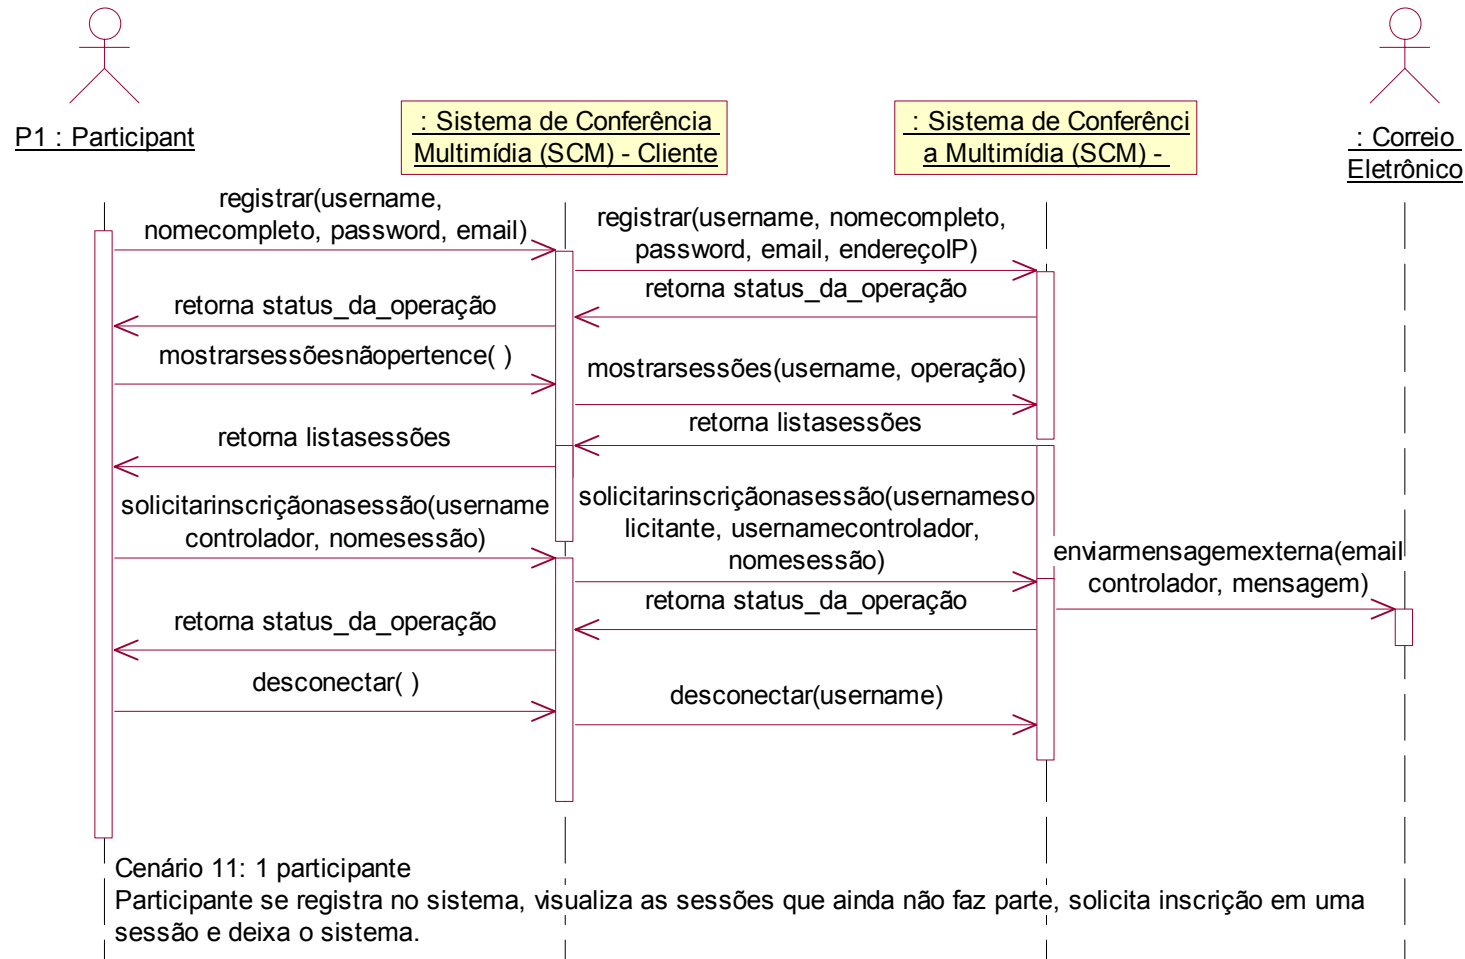 P1 : Participant
: Sistema de Conferência
Multimídia (SCM) - Cliente
: Sistema de Conferênci
a Multimídia (SCM) -
: Correio
Eletrônico
registrar(username,
nomecompleto, password, email)
registrar(username, nomecompleto,
password, email, endereçoIP)
retorna status_da_operação
retorna status_da_operação
mostrarsessõesnãopertence( )
mostrarsessões(username, operação)
retorna listasessões
retorna listasessões
solicitarinscriçãonasessão(username
controlador, nomesessão)
solicitarinscriçãonasessão(usernameso
licitante, usernamecontrolador,
nomesessão)
enviarmensagemexterna(email
controlador, mensagem)
retorna status_da_operação
retorna status_da_operação
desconectar( )
desconectar(username)
Cenário 11: 1 participante
Participante se registra no sistema, visualiza as sessões que ainda não faz parte, solicita inscrição em uma
sessão e deixa o sistema.